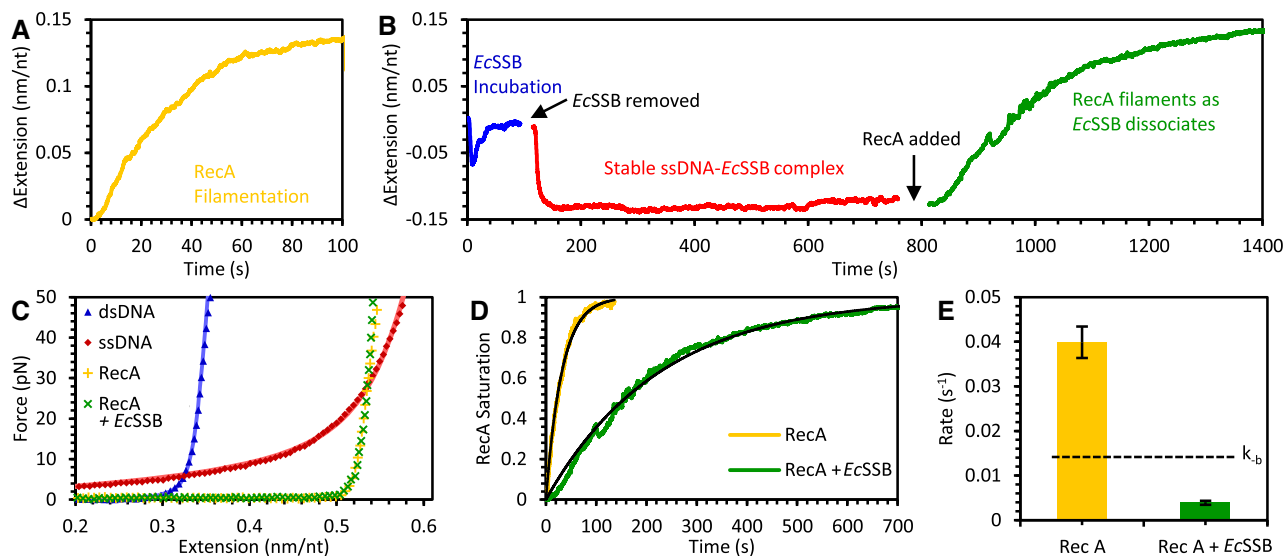 A
ΔExtension (nm/nt)
0.15
0.1
0.05
0
RecA
Filamentation
0 20 40 60 80 100
Time (s)
B
ΔExtension (nm/nt)
0.15
0.05
-0.05
-0.15
EcSSB
Incubation
EcSSB removed
Stable ssDNA-EcSSB complex
RecA added
RecA filaments as
EcSSB dissociates
0 200 400 600 800 1000 1200 1400
Time (s)
C
Force (pN)
50
40
30
20
10
0
dsDNA
ssDNA
RecA
RecA
+ EcSSB
0.2 0.3 0.4 0.5 0.6
Extension (nm/nt)
D
RecA Saturation
1
0.8
0.6
0.4
0.2
0
RecA
RecA + EcSSB
0 100 200 300 400 500 600 700
Time (s)
E
Rate (s⁻¹)
0.05
0.04
0.03
0.02
0.01
0
k-b
Rec A Rec A + EcSSB